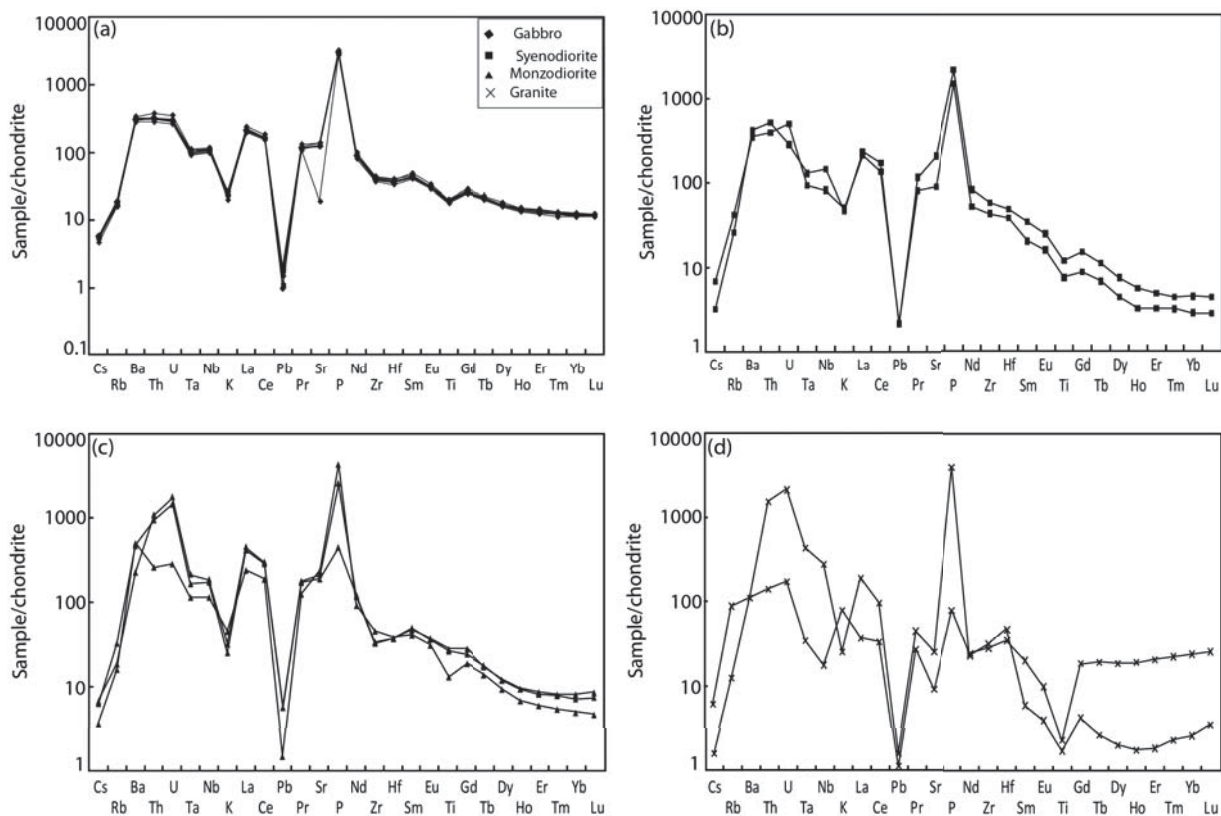 (a)
Gabbro
Syenodiorite
Monzodiorite
Granite
10000
1000
100
10
1
0.1
Sample/chondrite
Cs Ba U Nb La Pb Sr Nd Hf Eu Gd Dy Er Yb
Rb Th Ta K Ce Pr P Zr Sm Ti Tb Ho Tm Lu
(b)
10000
1000
100
10
1
Sample/chondrite
Cs Ba U Nb La Pb Sr Nd Hf Eu Gd Dy Er Yb
Rb Th Ta K Ce Pr P Zr Sm Ti Tb Ho Tm Lu
(c)
10000
1000
100
10
1
Sample/chondrite
Cs Ba U Nb La Pb Sr Nd Hf Eu Gd Dy Er Yb
Rb Th Ta K Ce Pr P Zr Sm Ti Tb Ho Tm Lu
(d)
10000
1000
100
10
1
Sample/chondrite
Cs Ba U Nb La Pb Sr Nd Hf Eu Gd Dy Er Yb
Rb Th Ta K Ce Pr P Zr Sm Ti Tb Ho Tm Lu